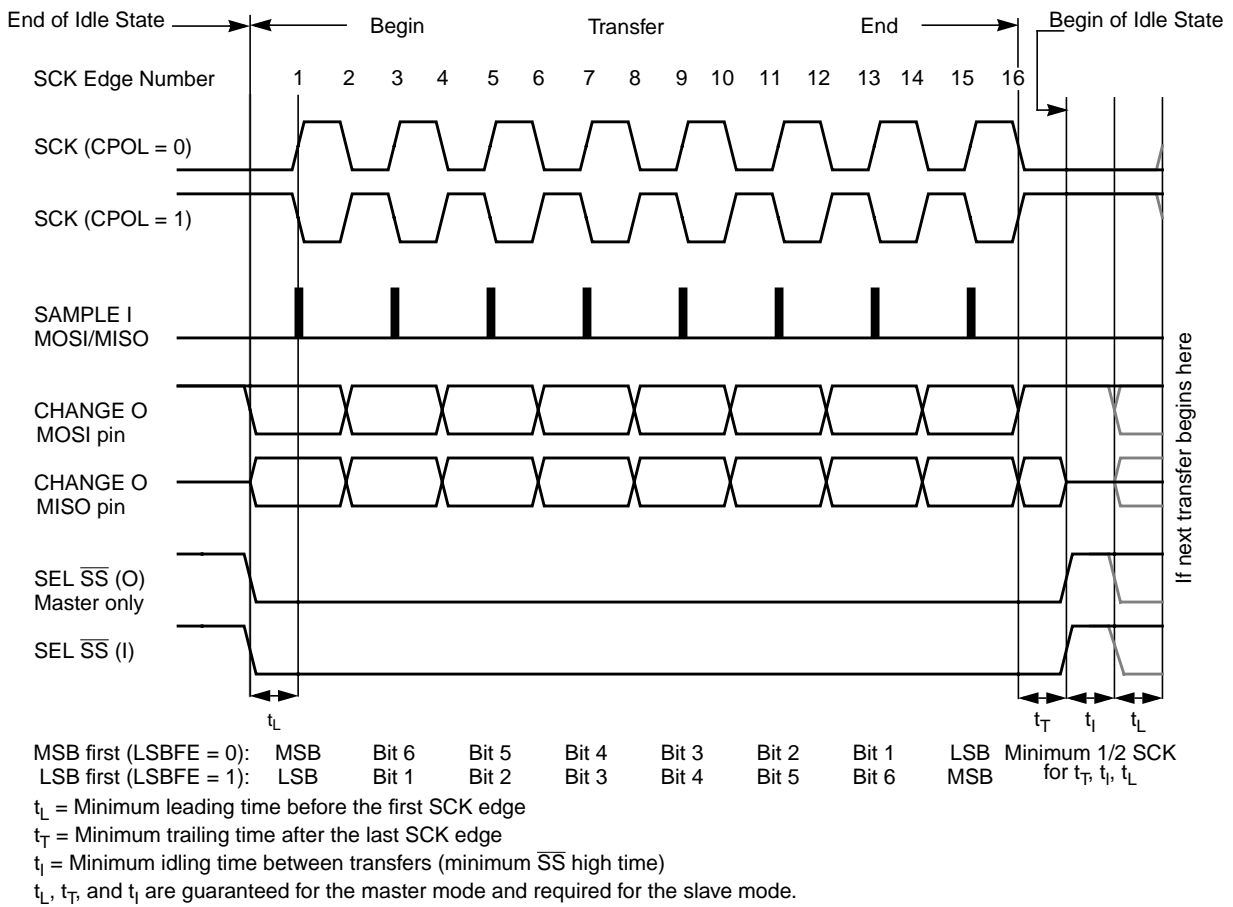 End of Idle State
Begin
Transfer
End
Begin of Idle State
SCK Edge Number
1 2 3 4 5 6 7 8 9 10 11 12 13 14 15 16
SCK (CPOL = 0)
SCK (CPOL = 1)
SAMPLE I
MOSI/MISO
CHANGE O
MOSI pin
CHANGE O
MISO pin
SEL SS (O)
Master only
SEL SS (I)
If next transfer begins here
tL
tT tI tL
MSB first (LSBFE = 0): MSB Bit 6 Bit 5 Bit 4 Bit 3 Bit 2 Bit 1 LSB Minimum 1/2 SCK
LSB first (LSBFE = 1): LSB Bit 1 Bit 2 Bit 3 Bit 4 Bit 5 Bit 6 MSB for tT, tI, tL
tL = Minimum leading time before the first SCK edge
tT = Minimum trailing time after the last SCK edge
tI = Minimum idling time between transfers (minimum SS high time)
tL, tT, and tI are guaranteed for the master mode and required for the slave mode.